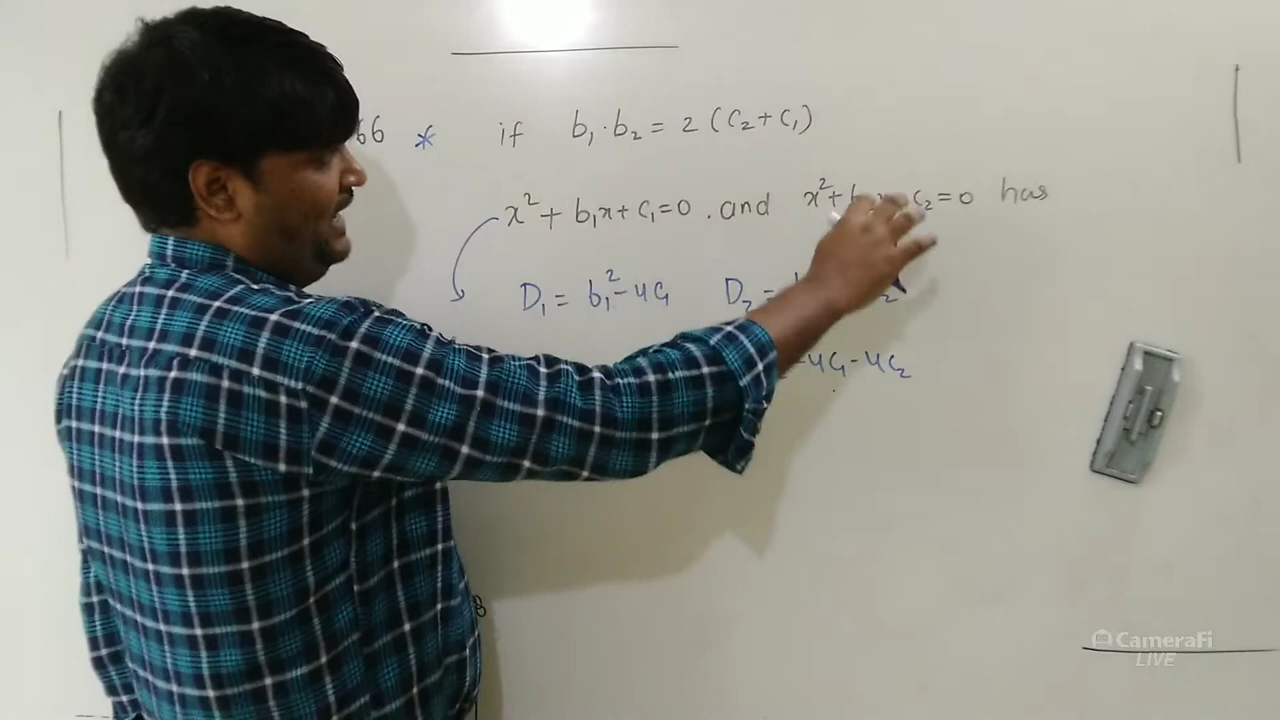 66 * if b₁·b₂ = 2 (C₂+C₁)
x² + b₁x + C₁ = 0 . and x² + b C₂ = 0 has
D₁ = b₁² - 4C₁ D₂ =
- 4C₁ - 4C₂
CameraFi
LIVE